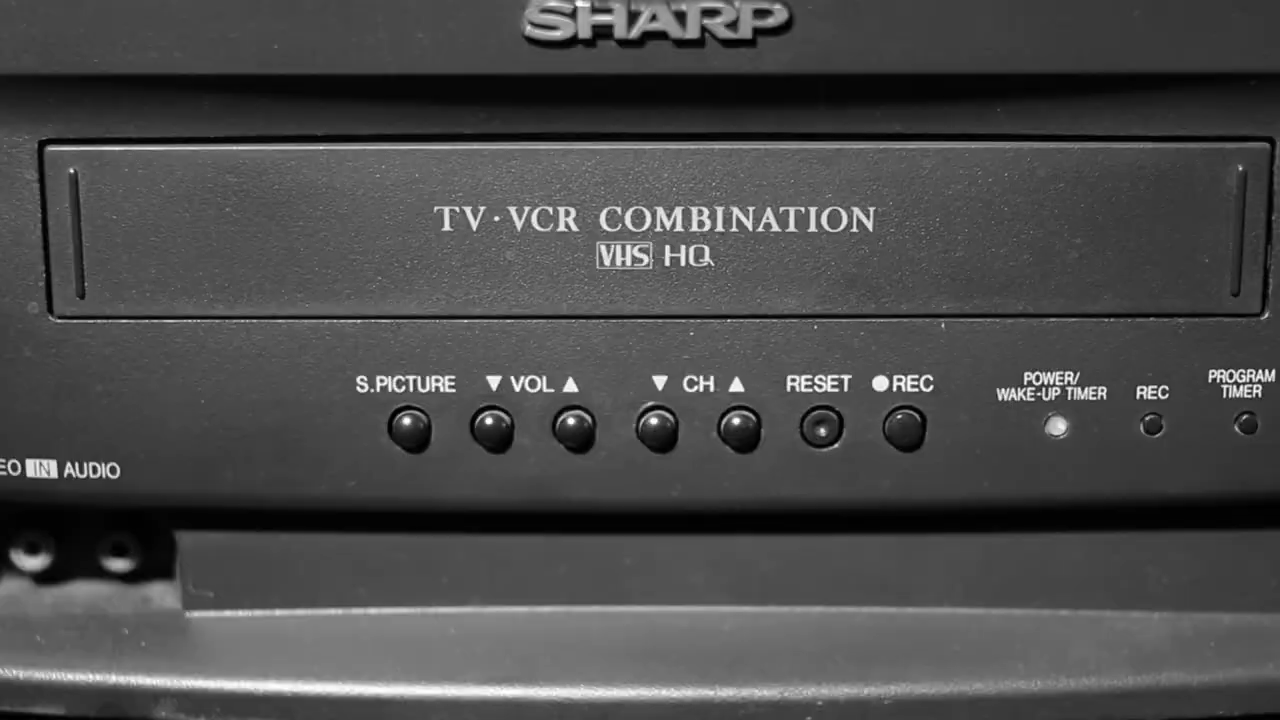 SHARP
TV·VCR COMBINATION
VHS HQ
S.PICTURE ▼ VOL ▲ ▼ CH ▲ RESET ●REC
POWER/
WAKE-UP TIMER
REC
PROGRAM
TIMER
EO IN AUDIO